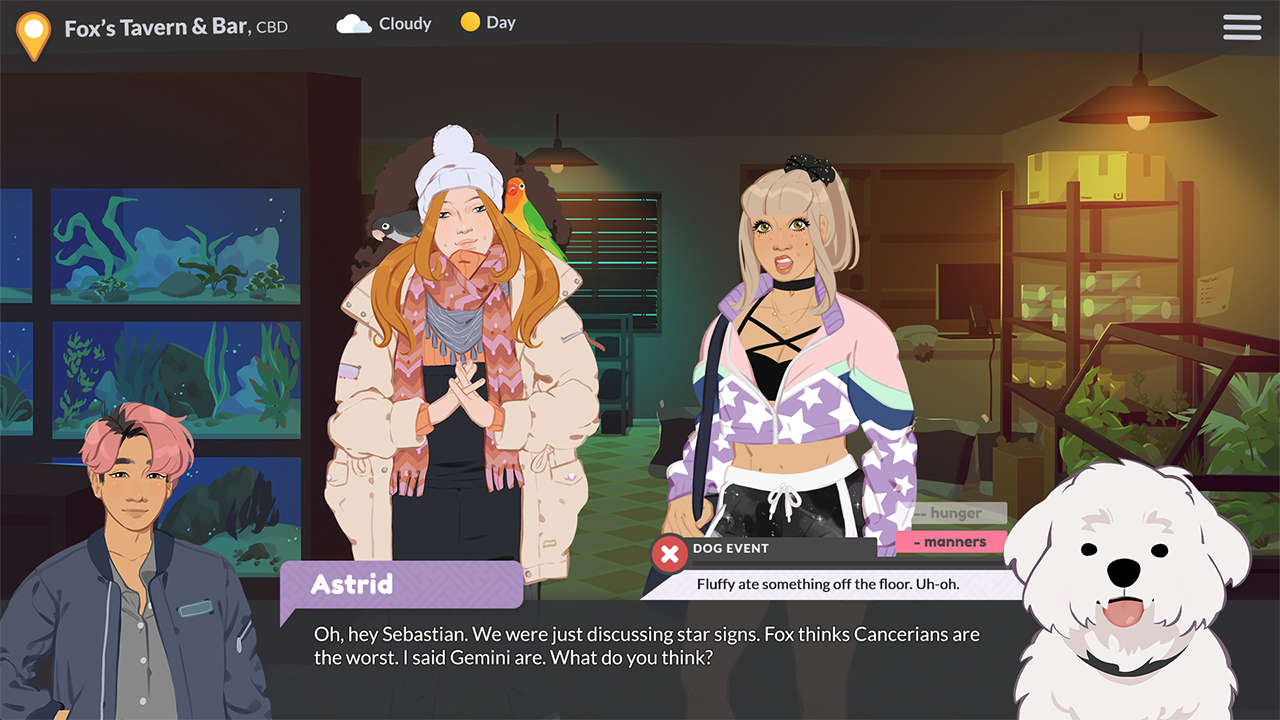 Fox's Tavern & Bar, CBD
Cloudy
Day
-- hunger
- manners
DOG EVENT
Fluffy ate something off the floor. Uh-oh.
Astrid
Oh, hey Sebastian. We were just discussing star signs. Fox thinks Cancerians are
the worst. I said Gemini are. What do you think?